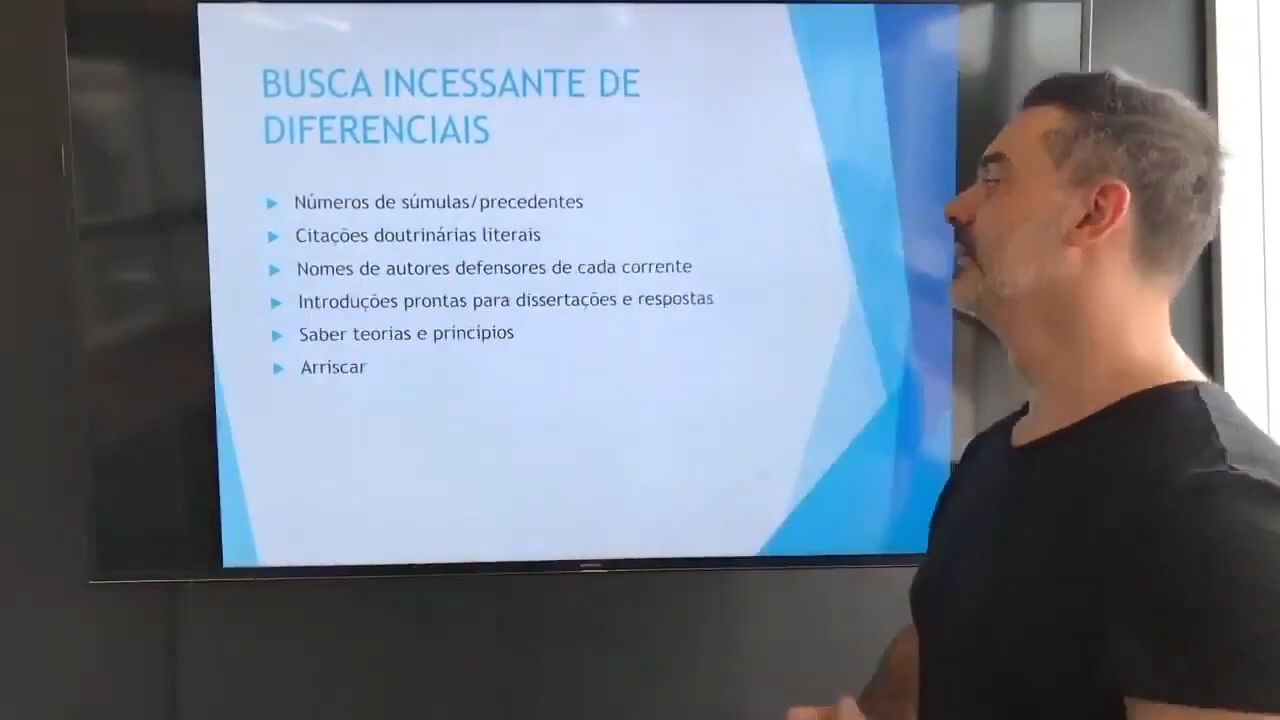 BUSCA INCESSANTE DE
DIFERENCIAIS
Números de súmulas/precedentes
Citações doutrinárias literais
Nomes de autores defensores de cada corrente
Introduções prontas para dissertações e respostas
Saber teorias e princípios
Arriscar